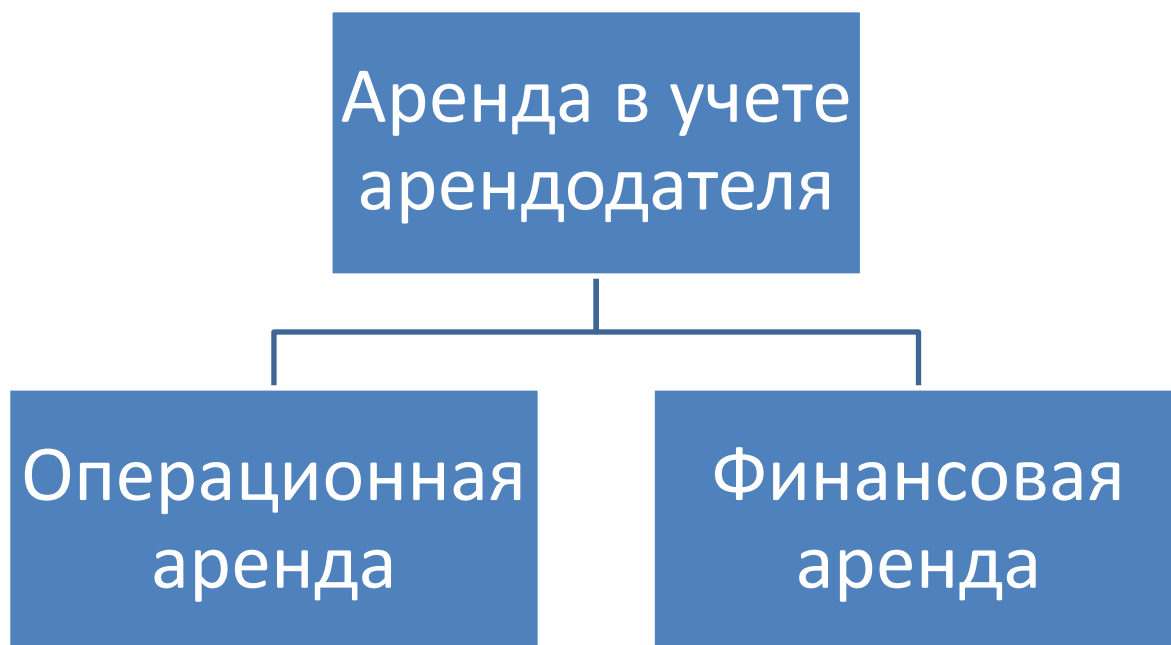 Аренда в учете
арендодателя
Операционная
аренда
Финансовая
аренда